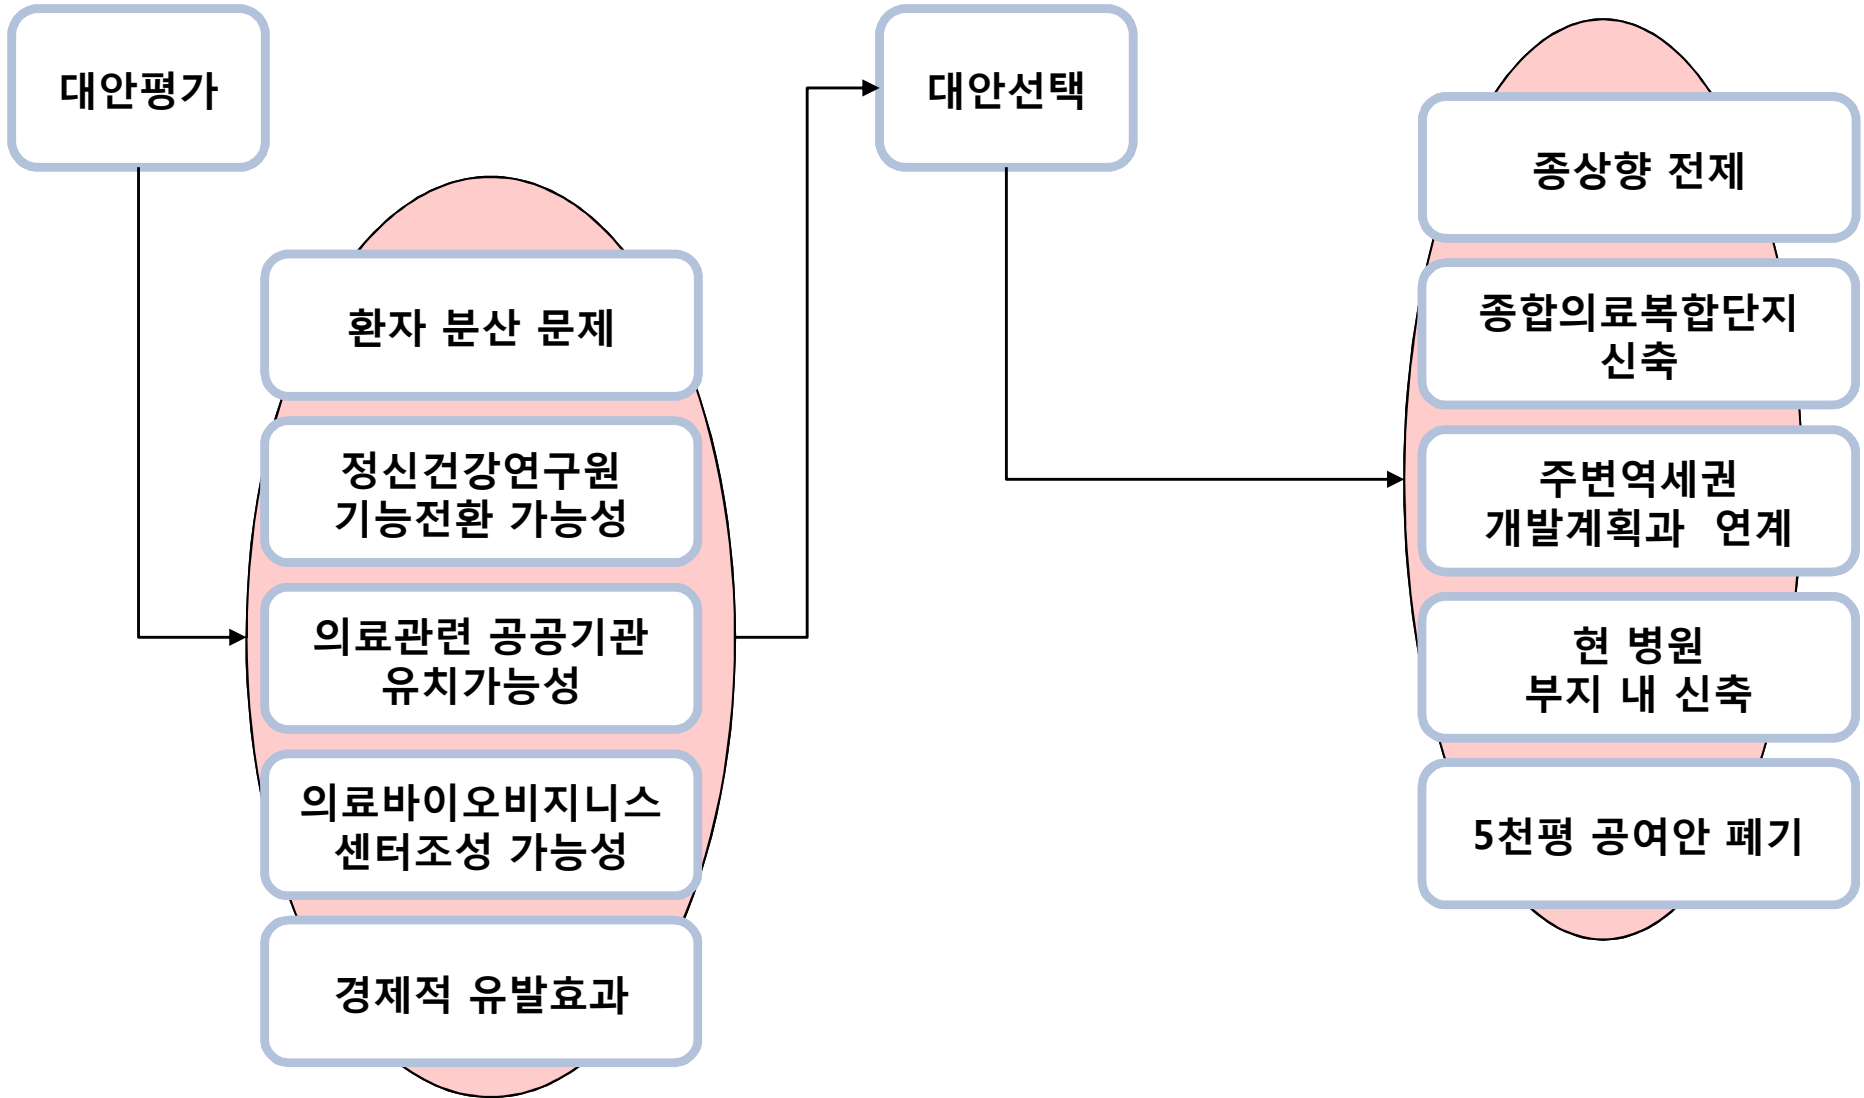 대안평가
환자 분산 문제
정신건강연구원
기능전환 가능성
의료관련 공공기관
유치가능성
의료바이오비지니스
센터조성 가능성
경제적 유발효과
대안선택
종상향 전제
종합의료복합단지
신축
주변역세권
개발계획과  연계
현 병원
부지 내 신축
5천평 공여안 폐기